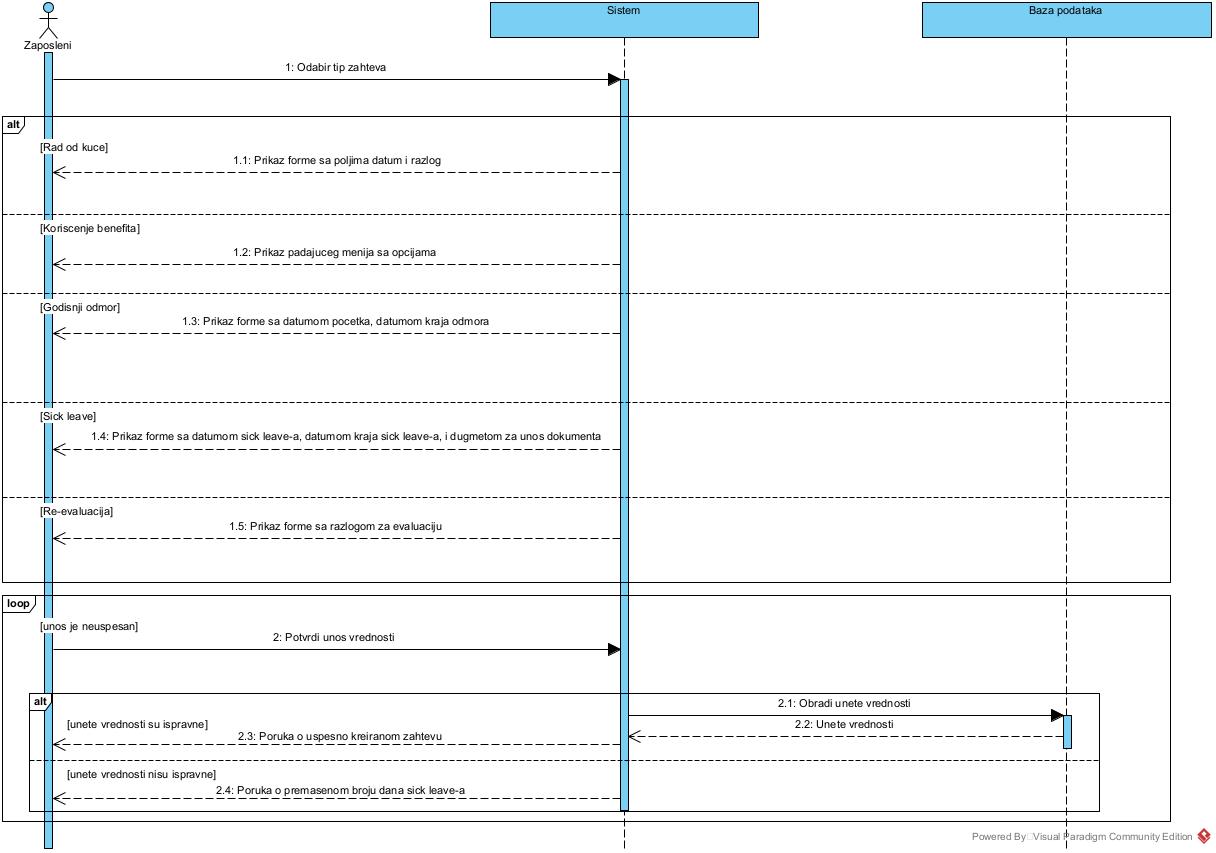 Zaposleni
Sistem
Baza podataka
1: Odabir tip zahteva
alt
[Rad od kuce]
1.1: Prikaz forme sa poljima datum i razlog
[Koriscenje benefita]
1.2: Prikaz padajuceg menija sa opcijama
[Godisnji odmor]
1.3: Prikaz forme sa datumom pocetka, datumom kraja odmora
[Sick leave]
1.4: Prikaz forme sa datumom sick leave-a, datumom kraja sick leave-a, i dugmetom za unos dokumenta
[Re-evaluacija]
1.5: Prikaz forme sa razlogom za evaluaciju
loop
[unos je neuspesan]
2: Potvrdi unos vrednosti
alt
2.1: Obradi unete vrednosti
[unete vrednosti su ispravne]
2.2: Unete vrednosti
2.3: Poruka o uspesno kreiranom zahtevu
[unete vrednosti nisu ispravne]
2.4: Poruka o premasenom broju dana sick leave-a
Powered By Visual Paradigm Community Edition